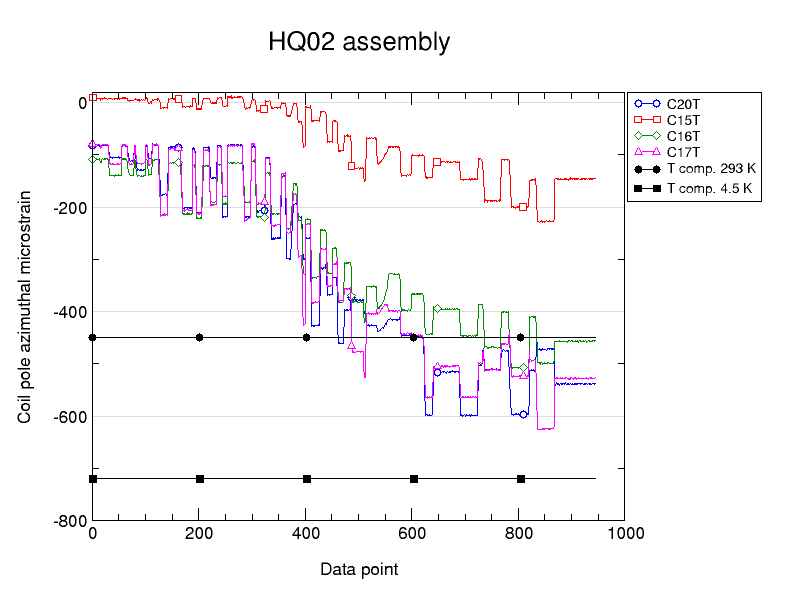 HQ02 assembly
C20T
C15T
C16T
C17T
T comp. 293 K
T comp. 4.5 K
Coil pole azimuthal microstrain
0
-200
-400
-600
-800
0 200 400 600 800 1000
Data point